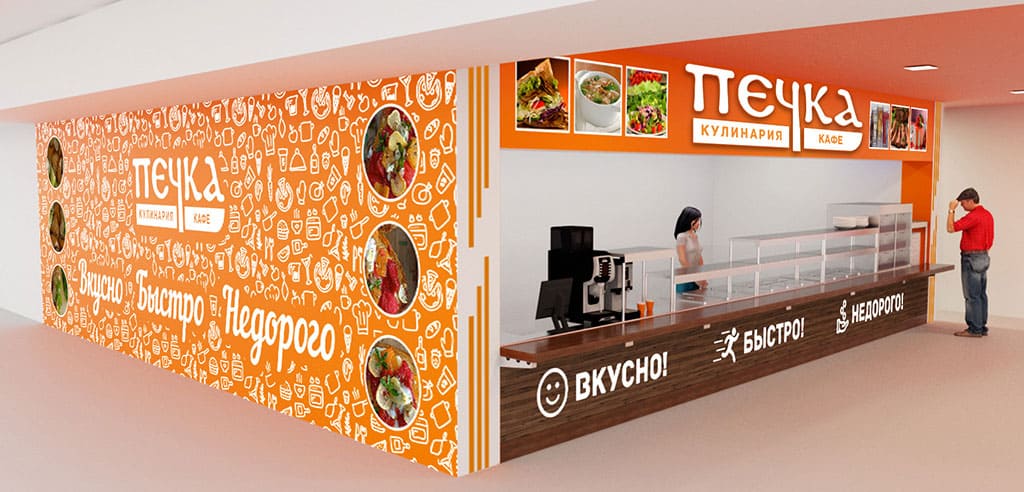 ПЕЧКА
КУЛИНАРИЯ КАФЕ
Вкусно Быстро Недорого
ПЕЧКА
КУЛИНАРИЯ КАФЕ
ВКУСНО!
БЫСТРО!
НЕДОРОГО!